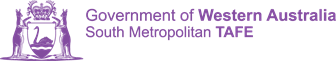 Government of Western Australia
South Metropolitan TAFE